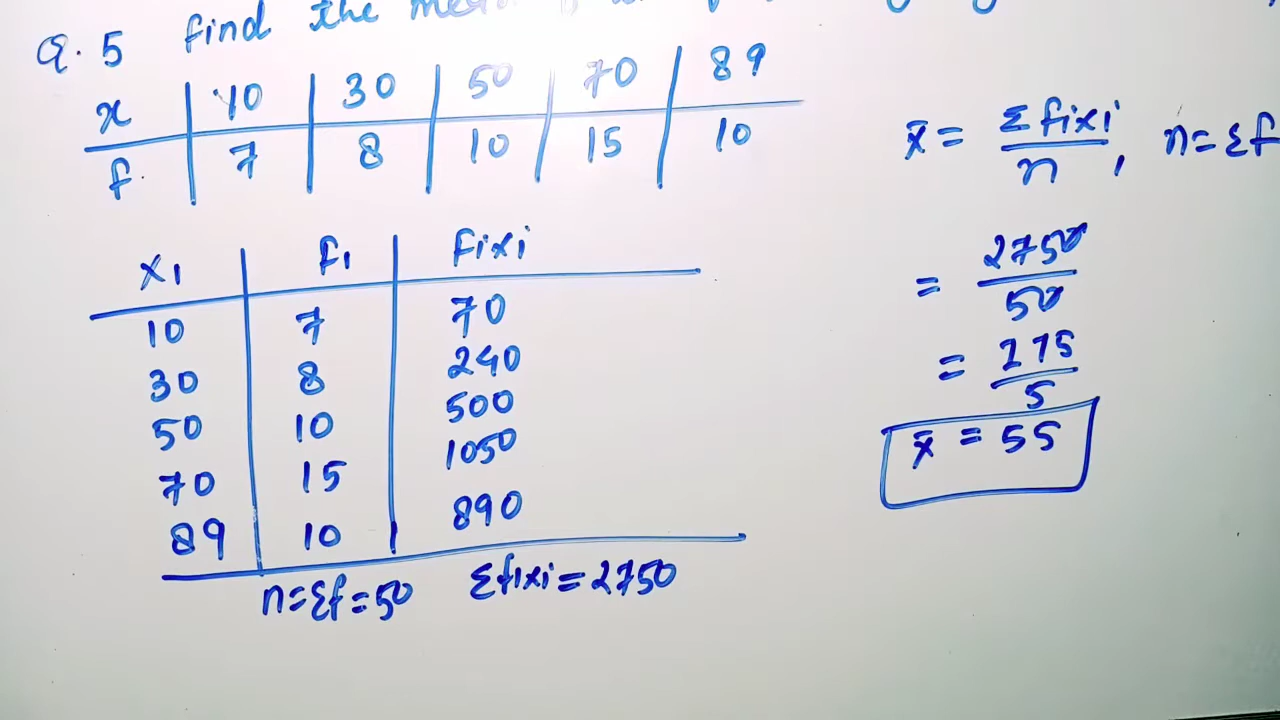 Q. 5 find the
x 10 30 50 70 89
f 7 8 10 15 10
x̄ = Σfixi / n , n=Σf
x1 f1 fixi
10 7 70
30 8 240
50 10 500
70 15 1050
89 10 890
n=Σf=50 Σfixi=2750
= 2750 / 50
= 275 / 5
x̄ = 55